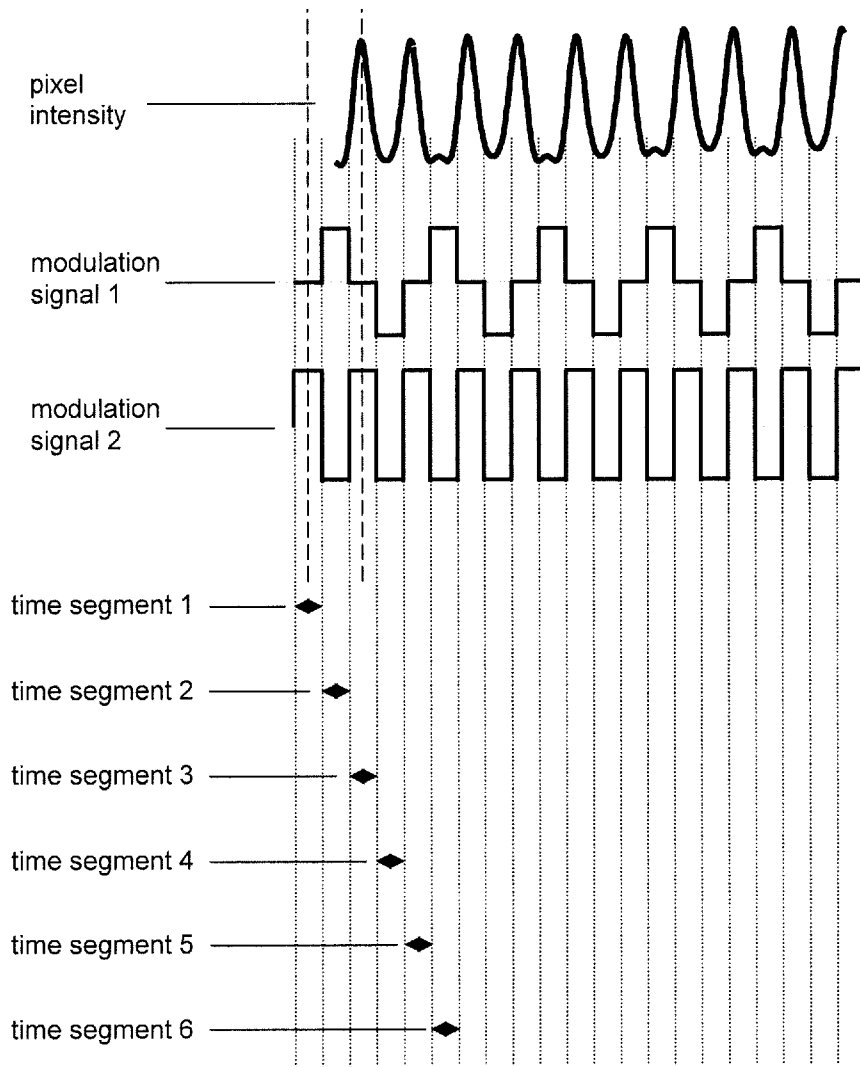 pixel
intensity
modulation
signal 1
modulation
signal 2
time segment 1
time segment 2
time segment 3
time segment 4
time segment 5
time segment 6